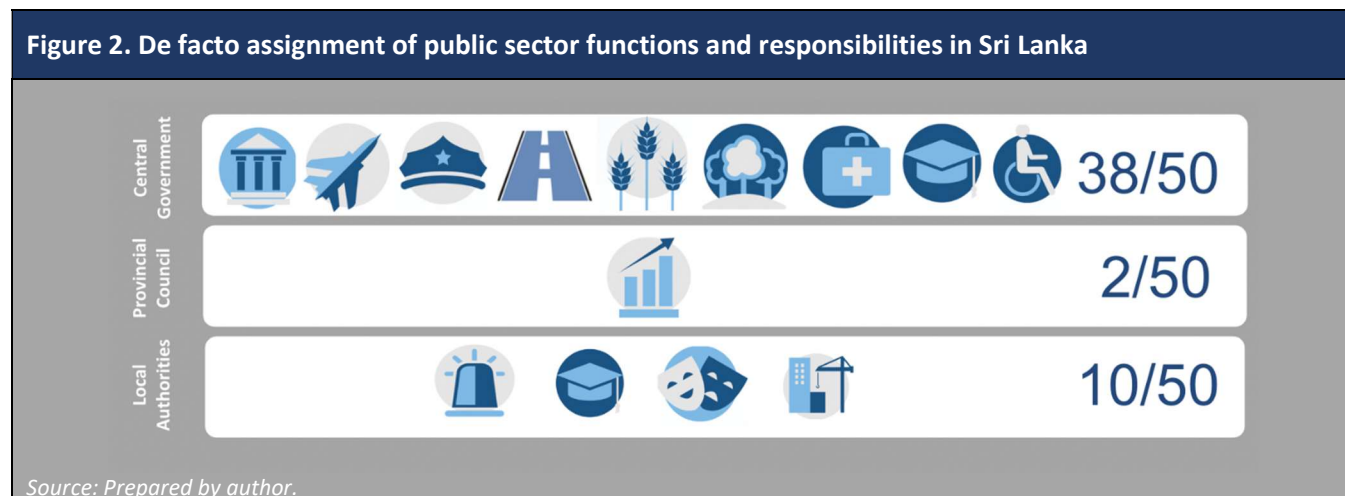 Figure 2. De facto assignment of public sector functions and responsibilities in Sri Lanka
Central
Government
38/50
Provincial
Council
2/50
Local
Authorities
10/50
Source: Prepared by author.